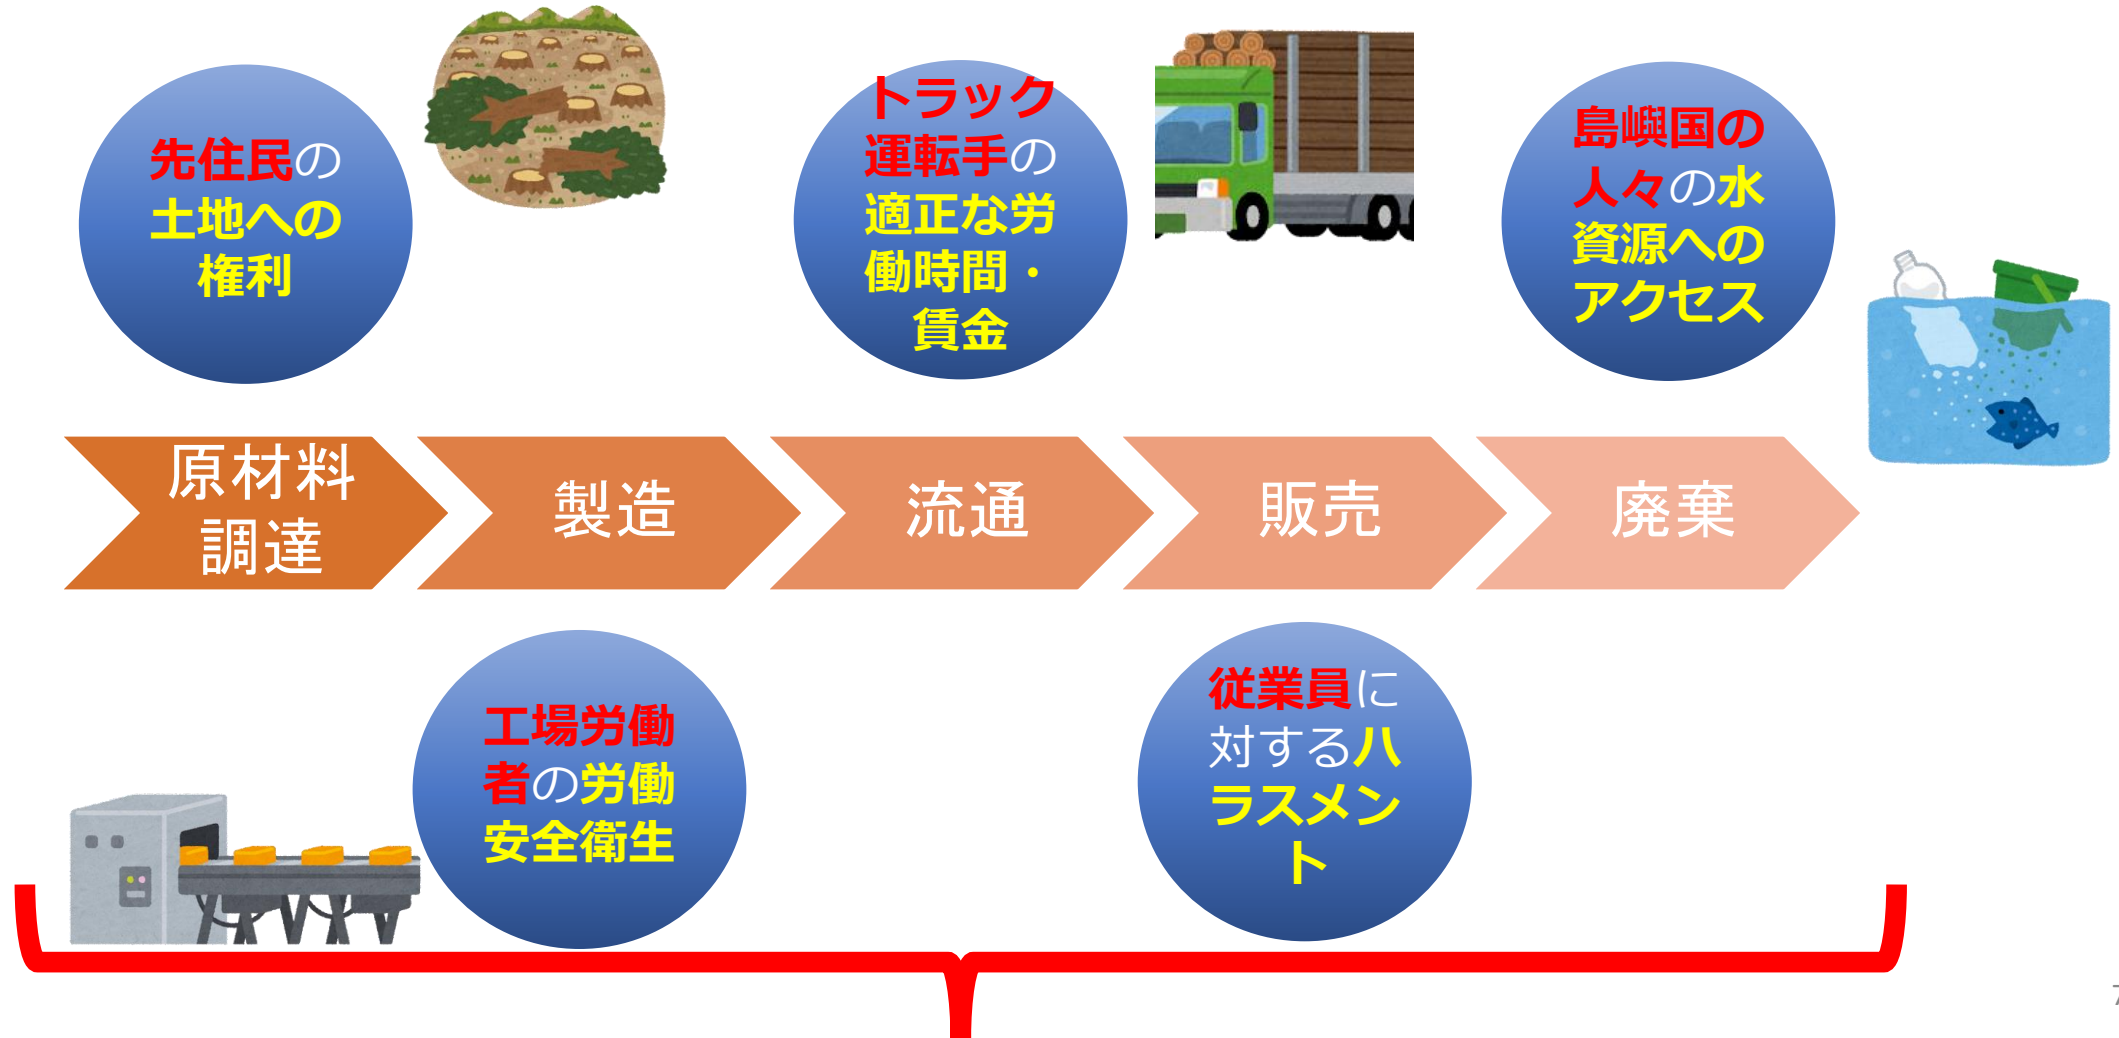 先住民の
土地への
権利
トラック
運転手の
適正な労
働時間・
賃金
島嶼国の
人々の水
資源への
アクセス
原材料
調達
製造
流通
販売
廃棄
工場労働
者の労働
安全衛生
従業員に
対するハ
ラスメン
ト